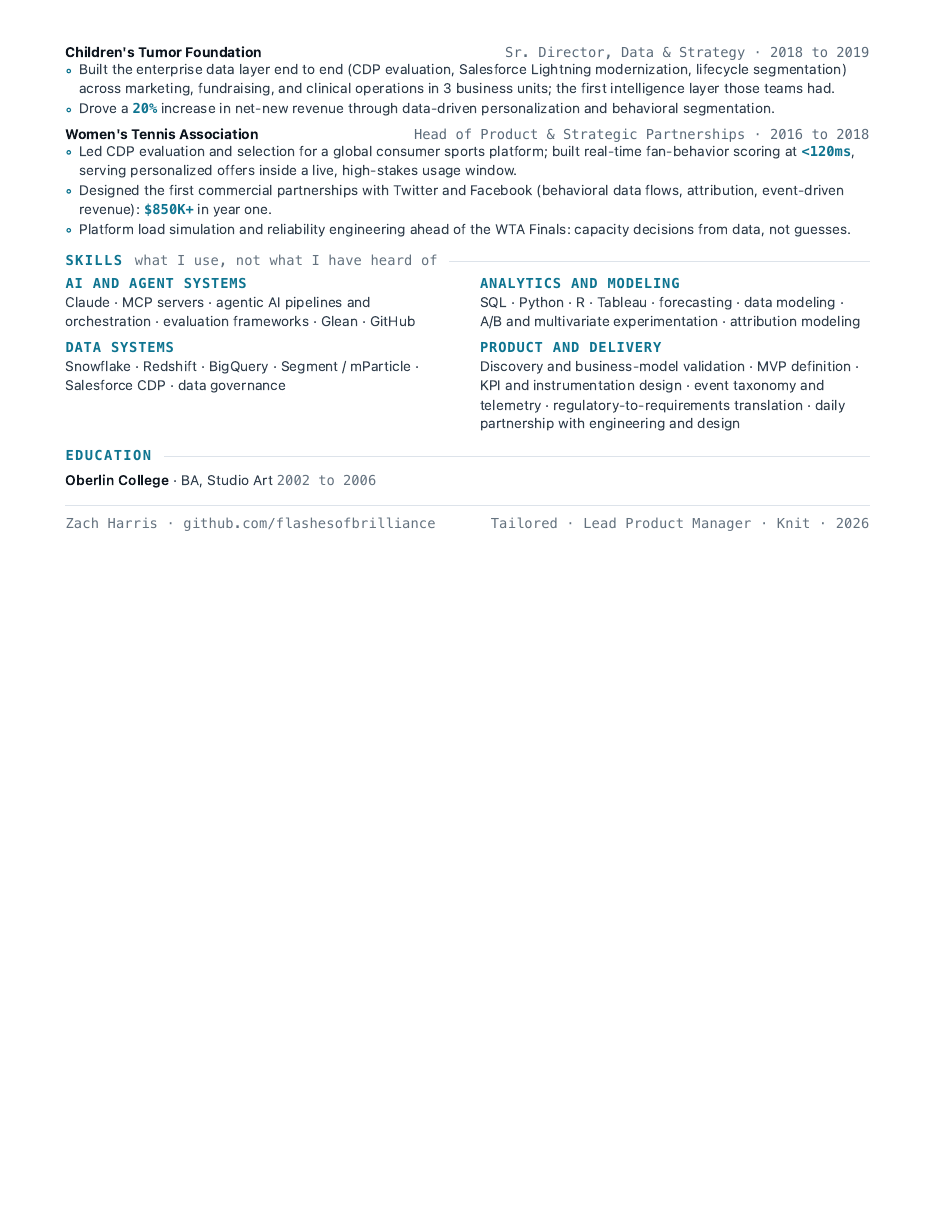 Children's Tumor Foundation Sr. Director, Data & Strategy · 2018 to 2019
Built the enterprise data layer end to end (CDP evaluation, Salesforce Lightning modernization, lifecycle segmentation)
across marketing, fundraising, and clinical operations in 3 business units; the first intelligence layer those teams had.
Drove a 20% increase in net-new revenue through data-driven personalization and behavioral segmentation.
Women's Tennis Association Head of Product & Strategic Partnerships · 2016 to 2018
Led CDP evaluation and selection for a global consumer sports platform; built real-time fan-behavior scoring at <120ms,
serving personalized offers inside a live, high-stakes usage window.
Designed the first commercial partnerships with Twitter and Facebook (behavioral data flows, attribution, event-driven
revenue): $850K+ in year one.
Platform load simulation and reliability engineering ahead of the WTA Finals: capacity decisions from data, not guesses.
SKILLS what I use, not what I have heard of
AI AND AGENT SYSTEMS
Claude · MCP servers · agentic AI pipelines and
orchestration · evaluation frameworks · Glean · GitHub
ANALYTICS AND MODELING
SQL · Python · R · Tableau · forecasting · data modeling ·
A/B and multivariate experimentation · attribution modeling
DATA SYSTEMS
Snowflake · Redshift · BigQuery · Segment / mParticle ·
Salesforce CDP · data governance
PRODUCT AND DELIVERY
Discovery and business-model validation · MVP definition ·
KPI and instrumentation design · event taxonomy and
telemetry · regulatory-to-requirements translation · daily
partnership with engineering and design
EDUCATION
Oberlin College · BA, Studio Art 2002 to 2006
Zach Harris · github.com/flashesofbrilliance Tailored · Lead Product Manager · Knit · 2026